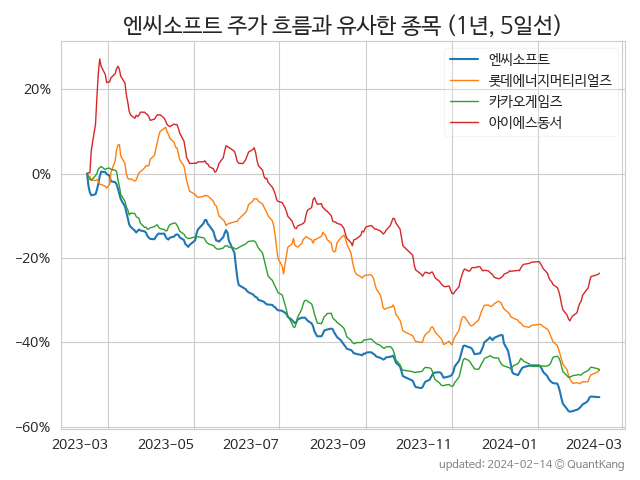 엔씨소프트 주가 흐름과 유사한 종목 (1년, 5일선)
엔씨소프트
롯데에너지머티리얼즈
카카오게임즈
아이에스동서
20%
0%
−20%
−40%
−60%
2023−03 2023−05 2023−07 2023−09 2023−11 2024−01 2024−03
updated: 2024-02-14 © QuantKang